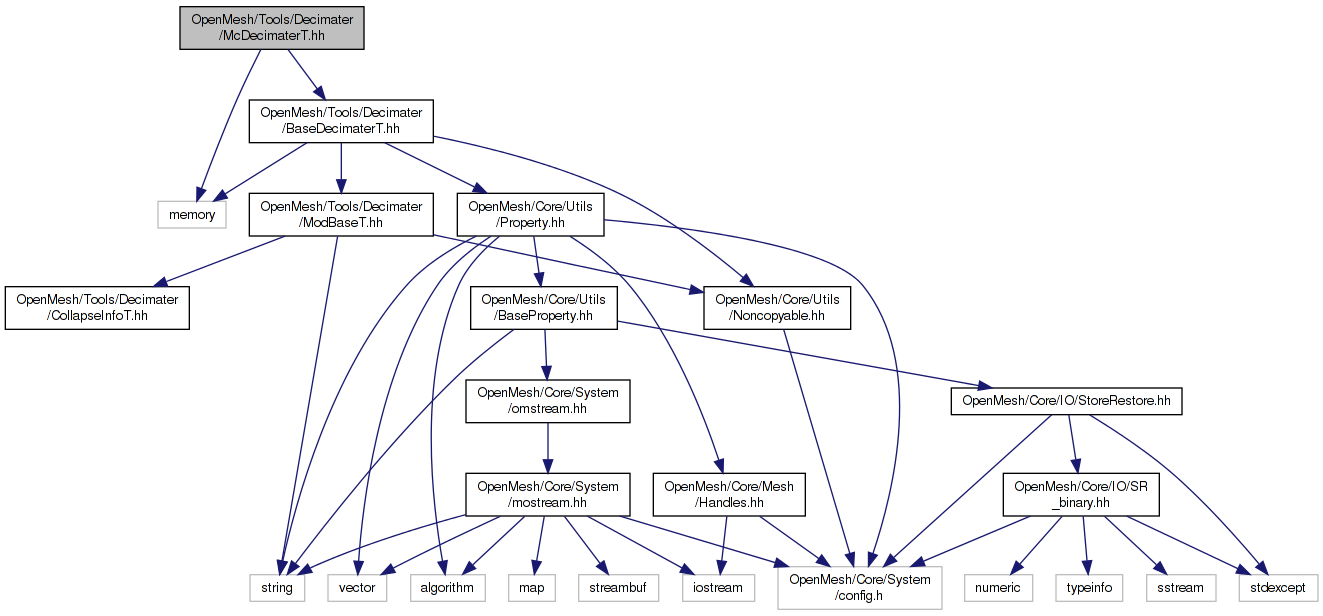 OpenMesh/Tools/Decimater
/McDecimaterT.hh
OpenMesh/Tools/Decimater
/BaseDecimaterT.hh
memory
OpenMesh/Tools/Decimater
/ModBaseT.hh
OpenMesh/Core/Utils
/Property.hh
OpenMesh/Tools/Decimater
/CollapseInfoT.hh
OpenMesh/Core/Utils
/BaseProperty.hh
OpenMesh/Core/Utils
/Noncopyable.hh
OpenMesh/Core/System
/omstream.hh
OpenMesh/Core/IO/StoreRestore.hh
OpenMesh/Core/System
/mostream.hh
OpenMesh/Core/Mesh
/Handles.hh
OpenMesh/Core/IO/SR
_binary.hh
string
vector
algorithm
map
streambuf
iostream
OpenMesh/Core/System
/config.h
numeric
typeinfo
sstream
stdexcept